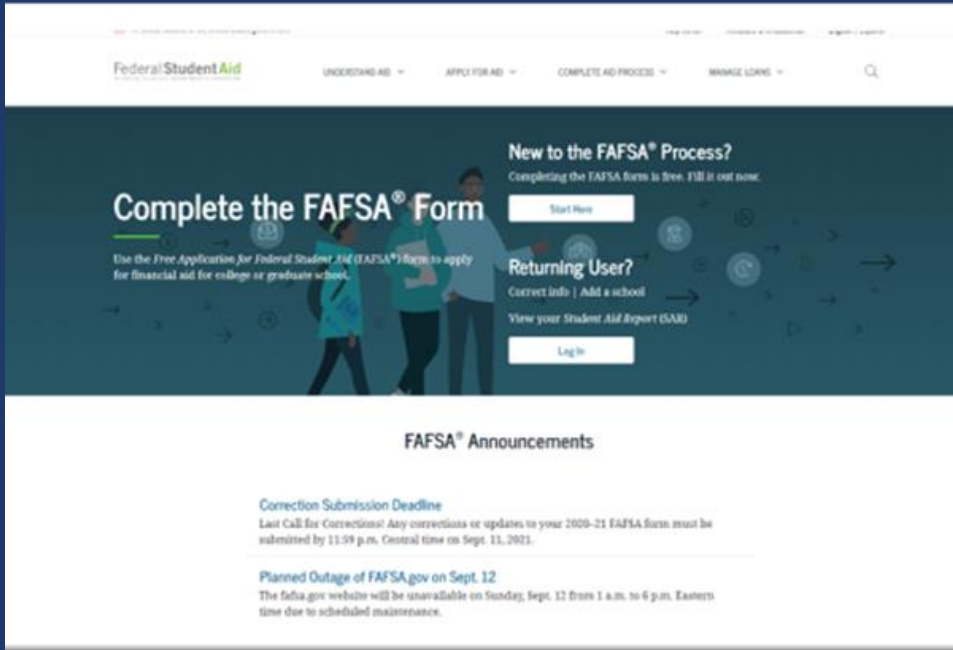 Federal Student Aid
UNDERSTAND AID
APPLY FOR AID
COMPLETE AID PROCESS
MANAGE LOANS
Complete the FAFSA® Form
Use the Free Application for Federal Student Aid (FAFSA®) form to apply
for financial aid for college or graduate school.
New to the FAFSA® Process?
Completing the FAFSA form is free. Fill it out now.
Start Here
Returning User?
Correct info | Add a school
View your Student Aid Report (SAR)
Log In
FAFSA® Announcements
Correction Submission Deadline
Last Call for Corrections! Any corrections or updates to your 2020–21 FAFSA form must be
submitted by 11:59 p.m. Central time on Sept. 11, 2021.
Planned Outage of FAFSA.gov on Sept. 12
The fafsa.gov website will be unavailable on Sunday, Sept. 12 from 1 a.m. to 6 p.m. Eastern
time due to scheduled maintenance.